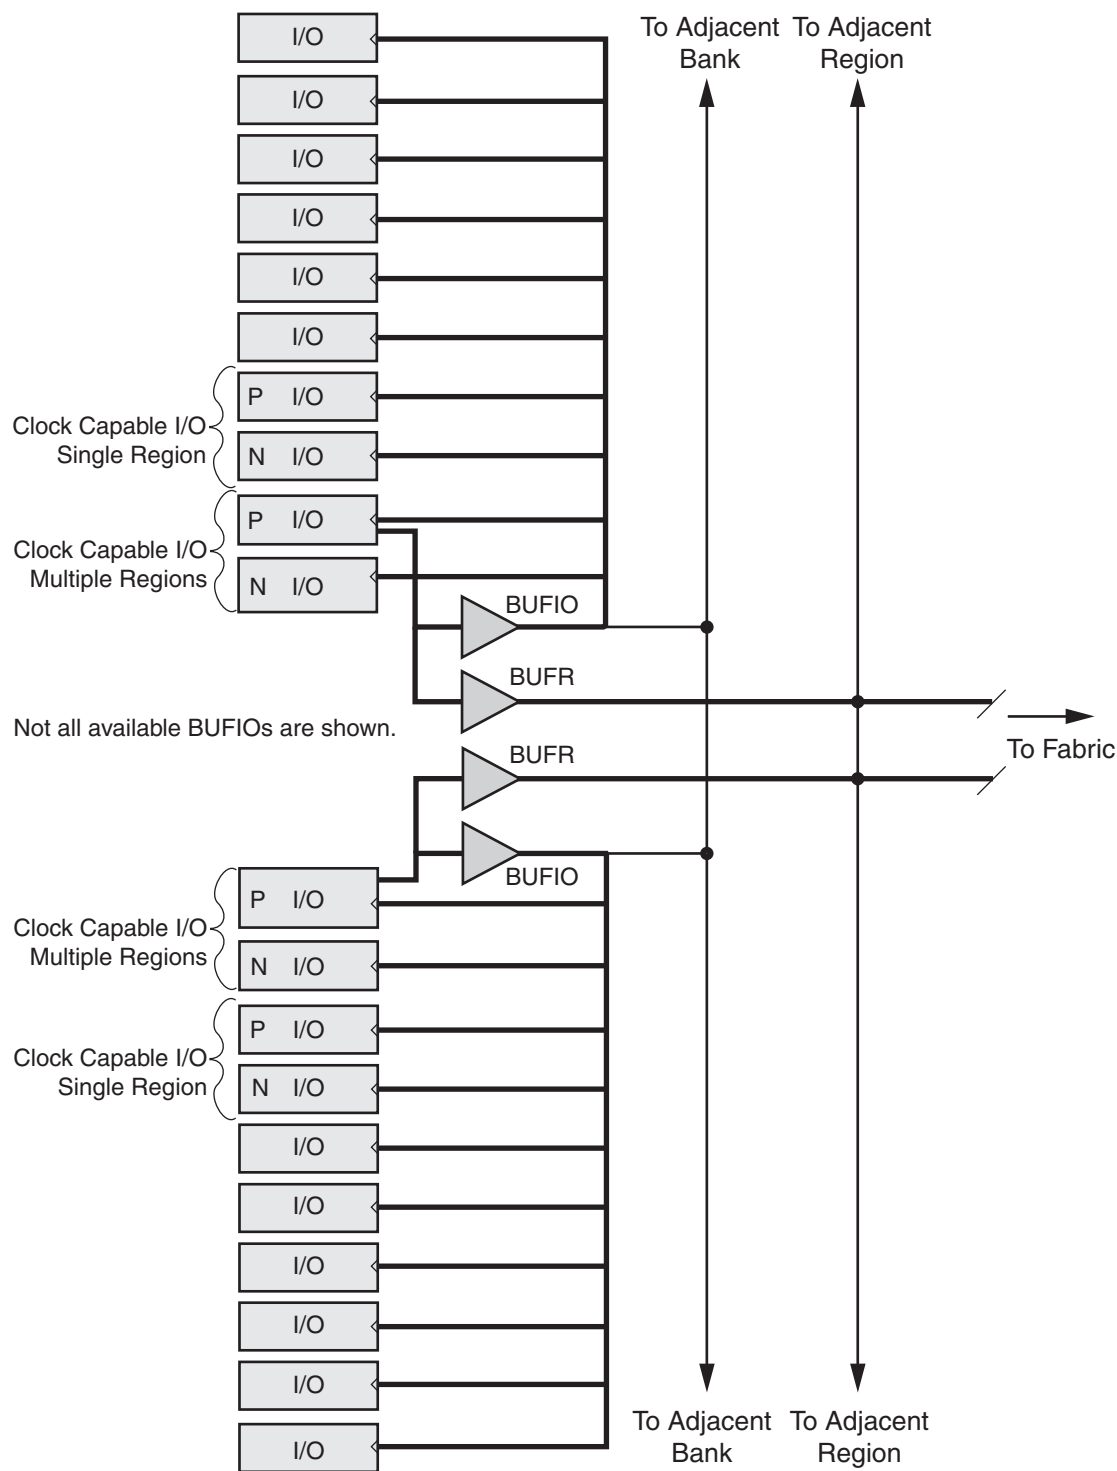 I/O
To Adjacent
Bank
To Adjacent
Region
I/O
I/O
I/O
I/O
I/O
Clock Capable I/O
Single Region
P I/O
N I/O
Clock Capable I/O
Multiple Regions
P I/O
N I/O
BUFIO
BUFR
Not all available BUFIOs are shown.
To Fabric
BUFR
BUFIO
Clock Capable I/O
Multiple Regions
P I/O
N I/O
Clock Capable I/O
Single Region
P I/O
N I/O
I/O
I/O
I/O
I/O
I/O
I/O
To Adjacent
Bank
To Adjacent
Region